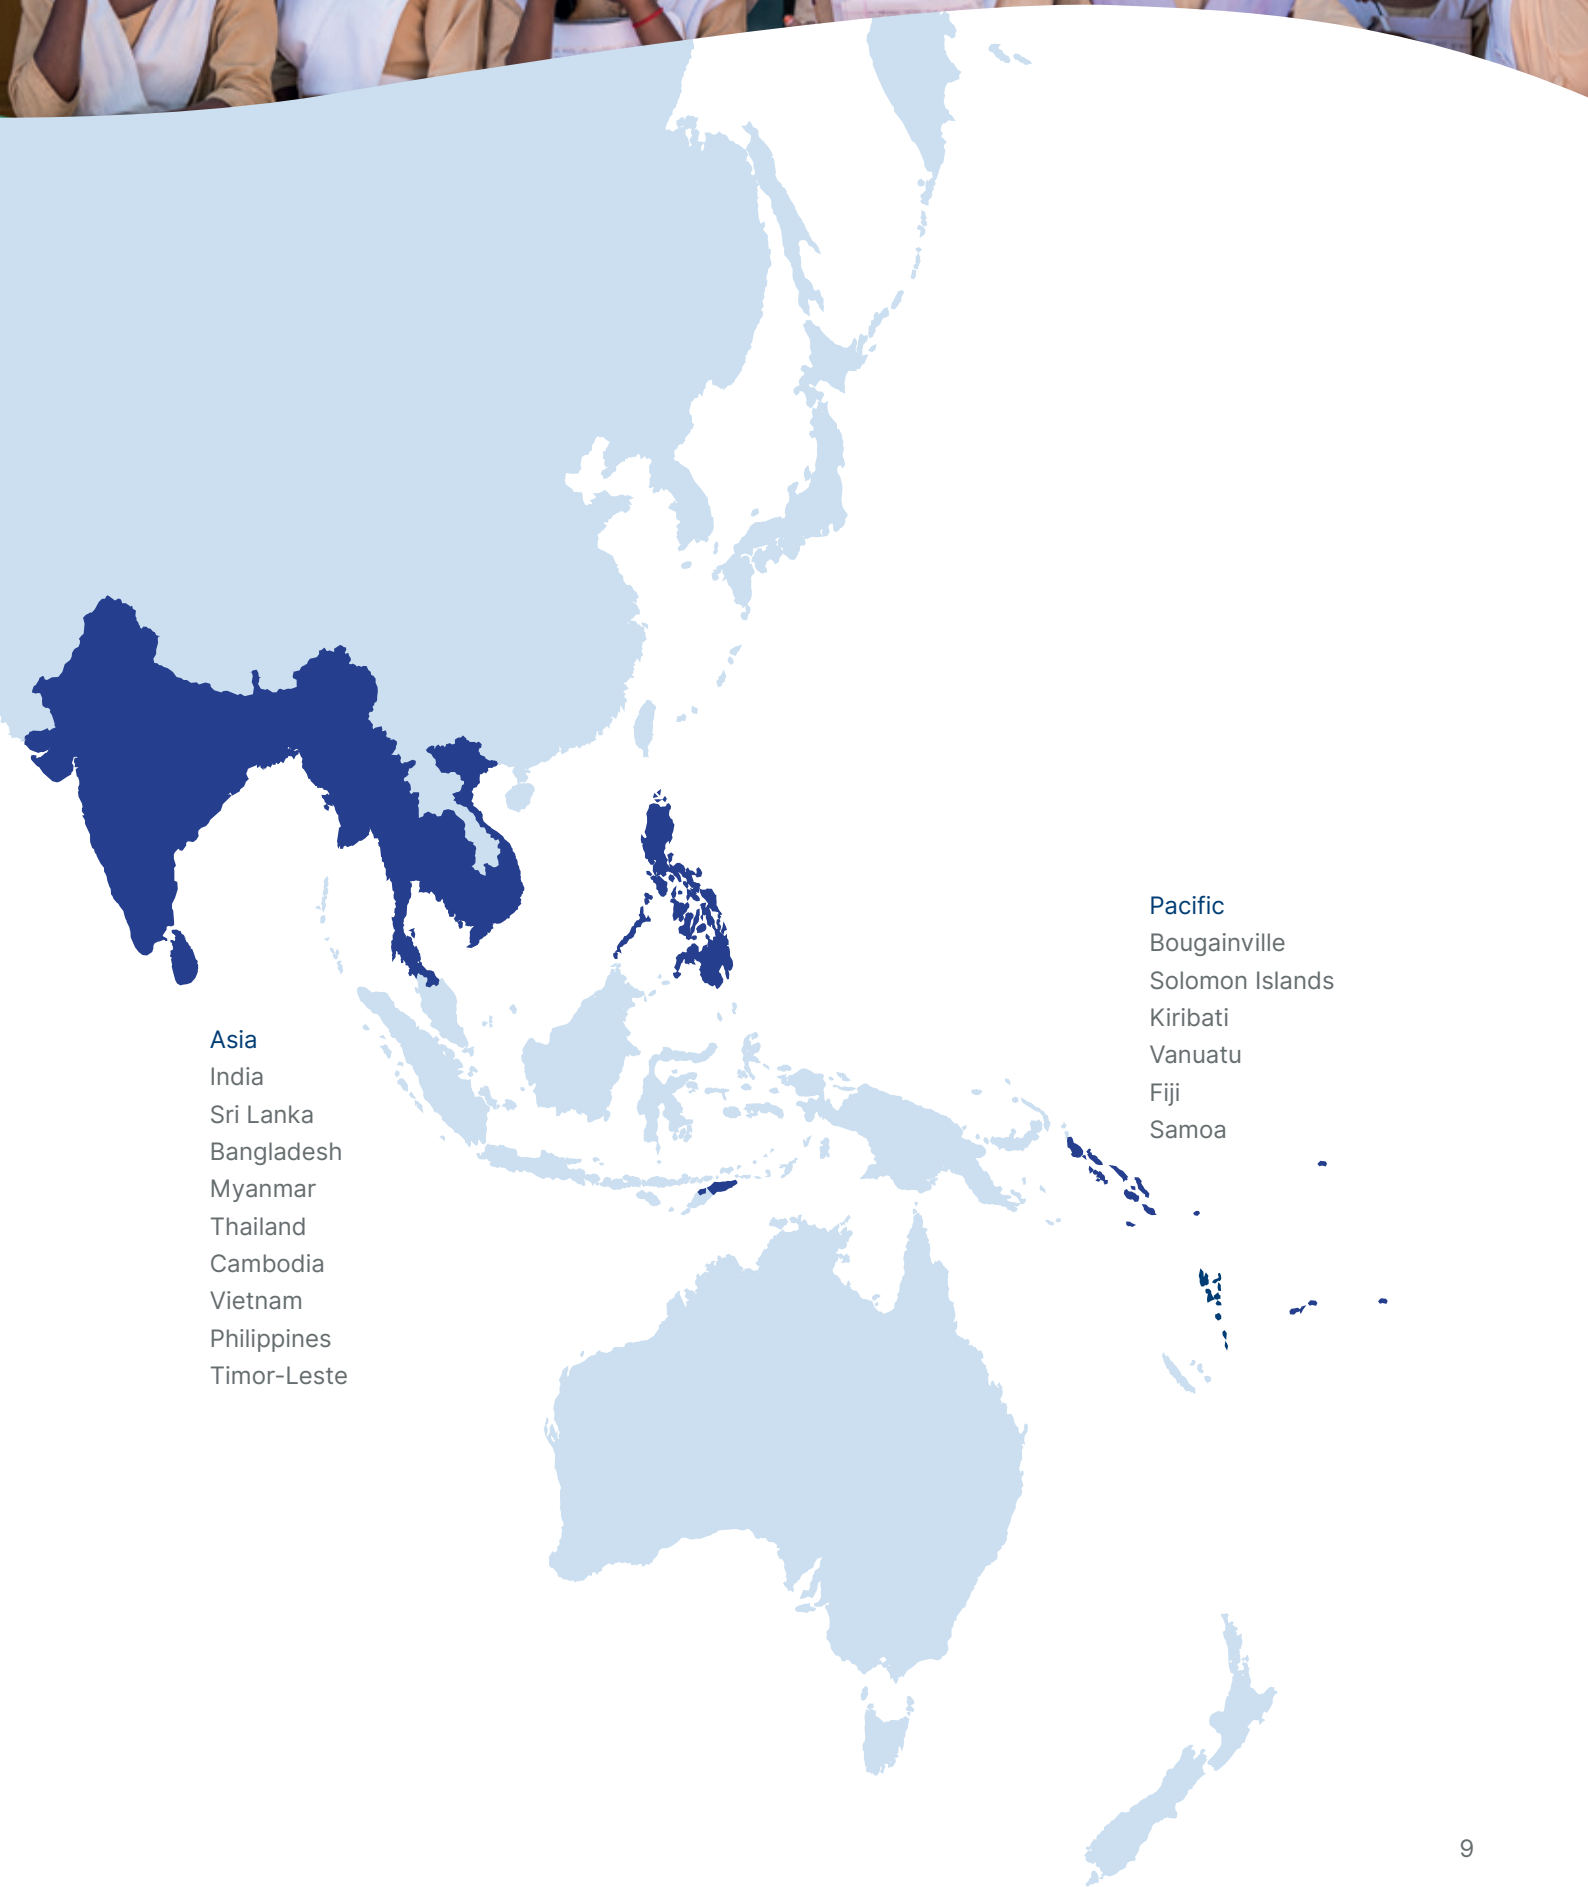 Asia
India
Sri Lanka
Bangladesh
Myanmar
Thailand
Cambodia
Vietnam
Philippines
Timor-Leste
Pacific
Bougainville
Solomon Islands
Kiribati
Vanuatu
Fiji
Samoa
9